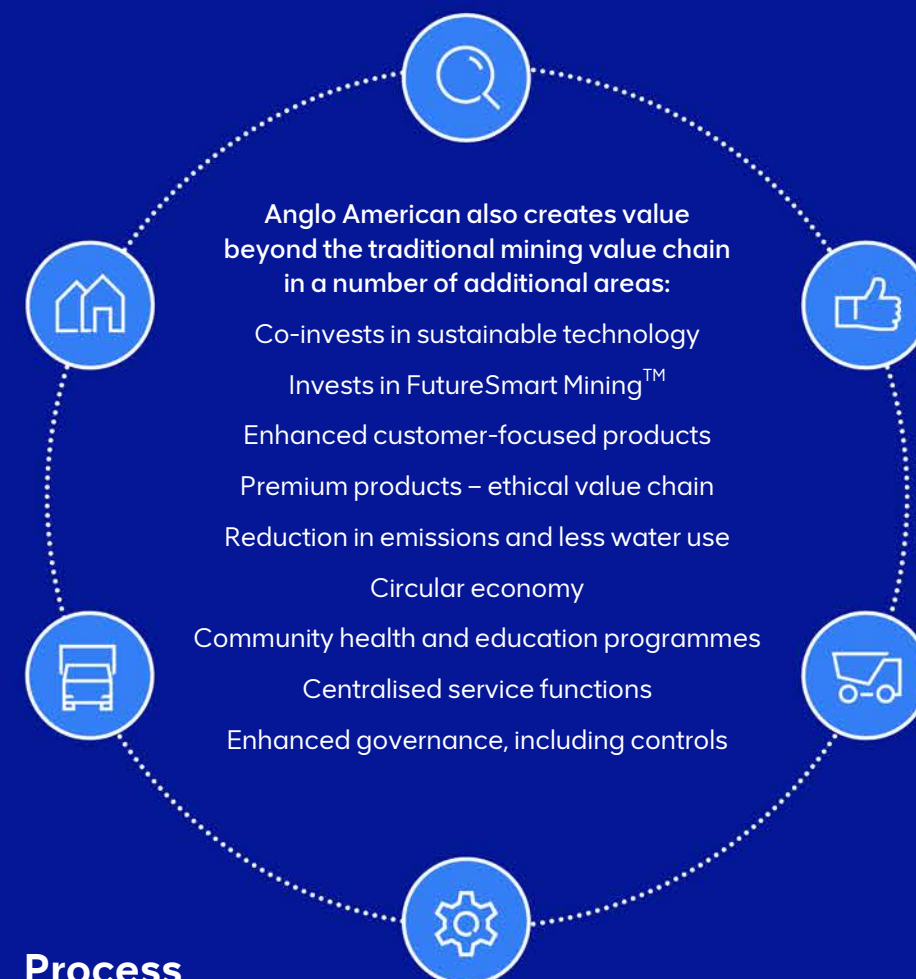 Anglo American also creates value
beyond the traditional mining value chain
in a number of additional areas:
Co-invests in sustainable technology
Invests in FutureSmart Mining™
Enhanced customer-focused products
Premium products – ethical value chain
Reduction in emissions and less water use
Circular economy
Community health and education programmes
Centralised service functions
Enhanced governance, including controls
Process